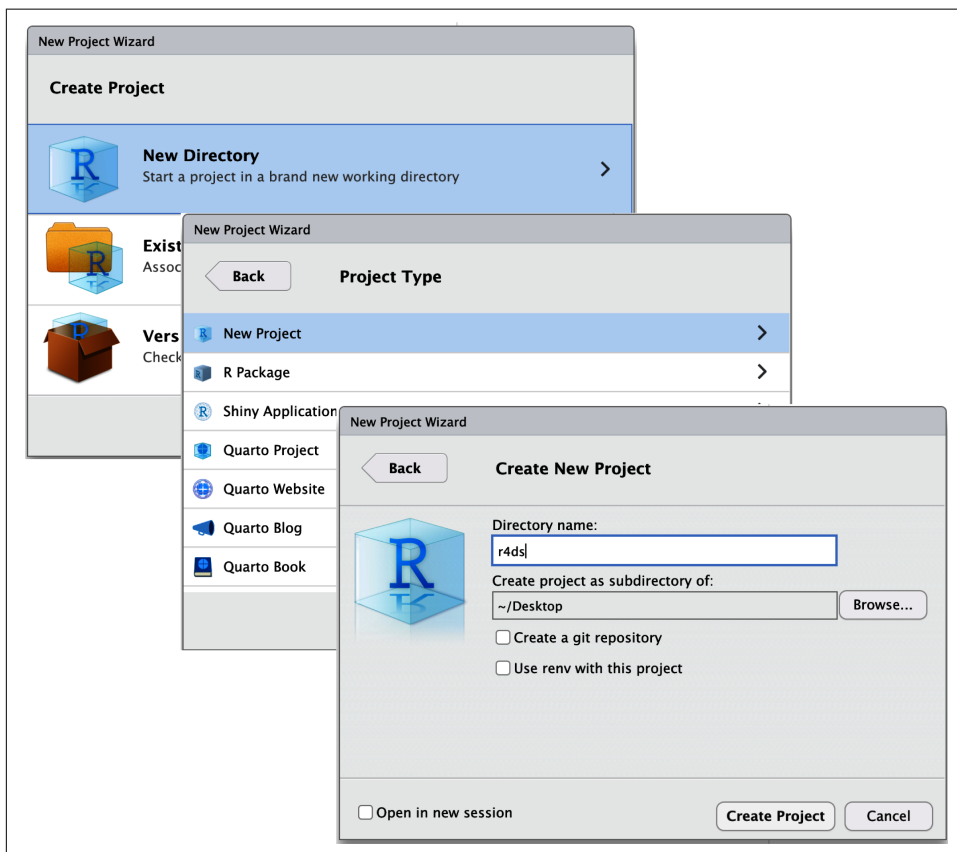 New Project Wizard
Create Project
New Directory
Start a project in a brand new working directory
Exist
Assoc
Vers
Check
New Project Wizard
Back
Project Type
New Project
R Package
Shiny Application
Quarto Project
Quarto Website
Quarto Blog
Quarto Book
New Project Wizard
Back
Create New Project
Directory name:
r4ds
Create project as subdirectory of:
~/Desktop
Browse...
Create a git repository
Use renv with this project
Open in new session
Create Project
Cancel